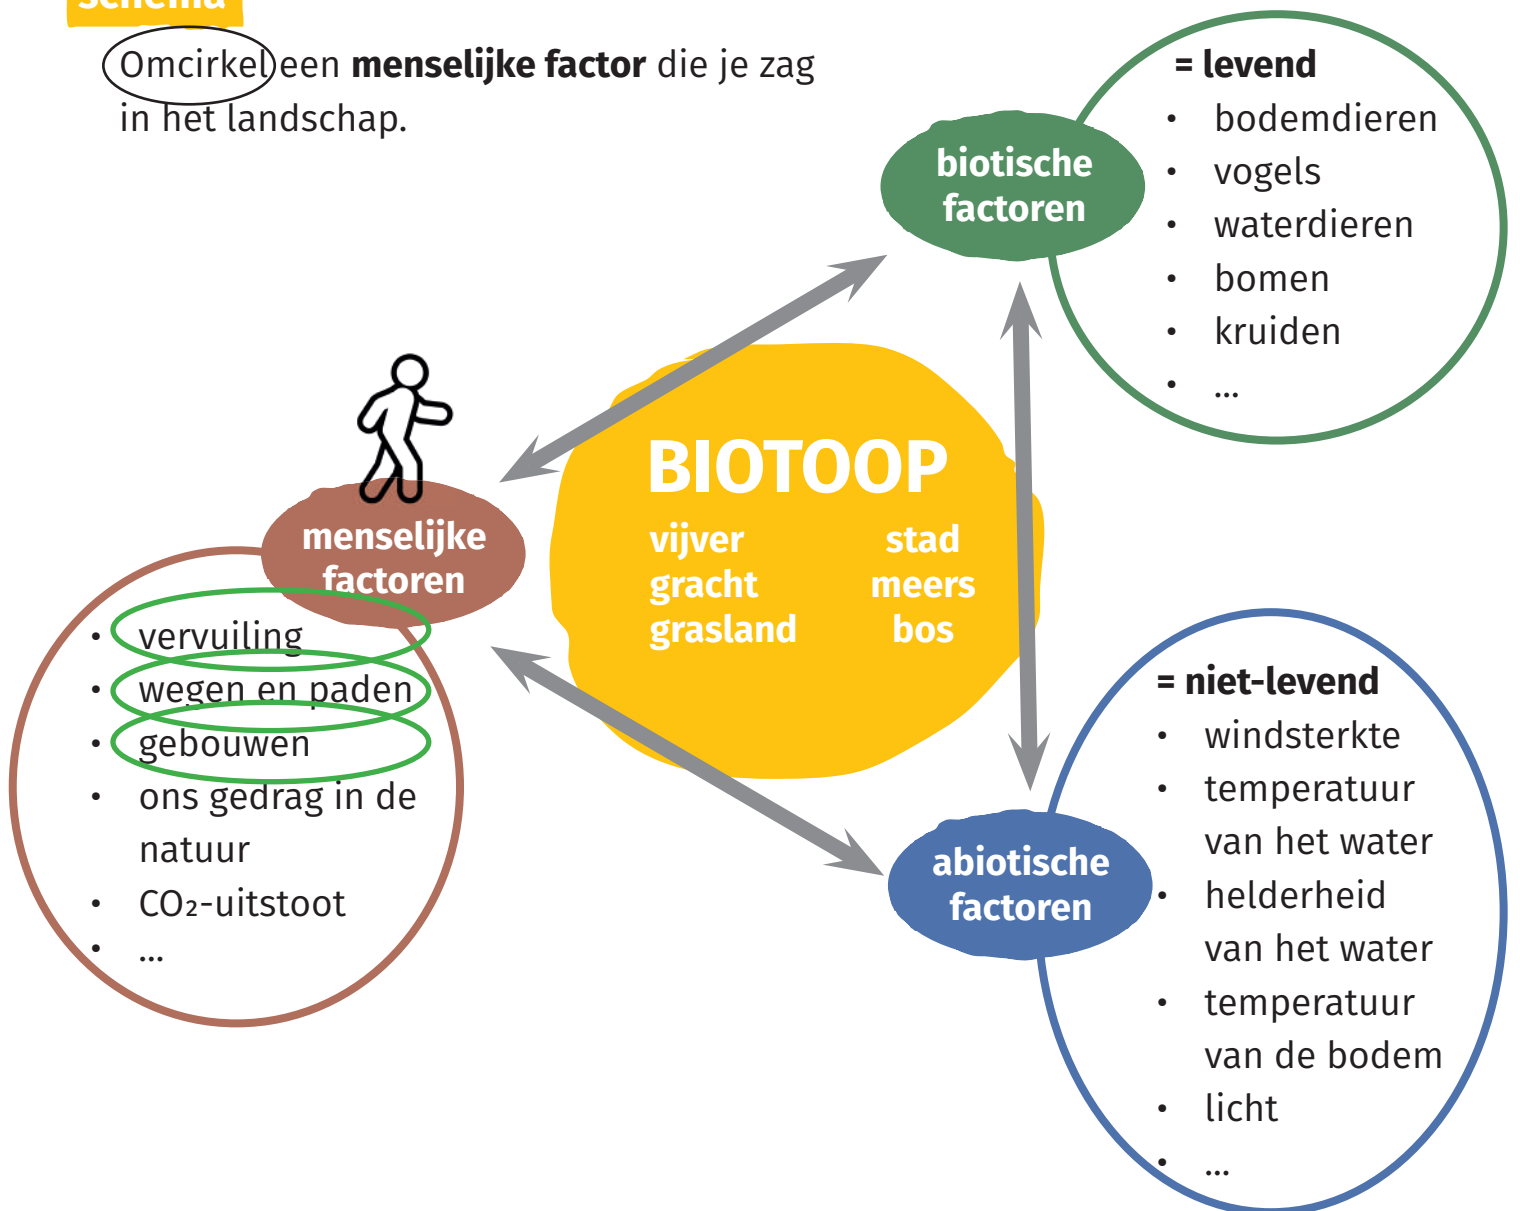 schema
Omcirkel een menselijke factor die je zag
in het landschap.
biotische
factoren
= levend
• bodemdieren
• vogels
• waterdieren
• bomen
• kruiden
• ...
BIOTOOP
vijver stad
gracht meers
grasland bos
menselijke
factoren
• vervuiling
• wegen en paden
• gebouwen
• ons gedrag in de
natuur
• CO₂-uitstoot
• ...
abiotische
factoren
= niet-levend
• windsterkte
• temperatuur
van het water
• helderheid
van het water
• temperatuur
van de bodem
• licht
• ...